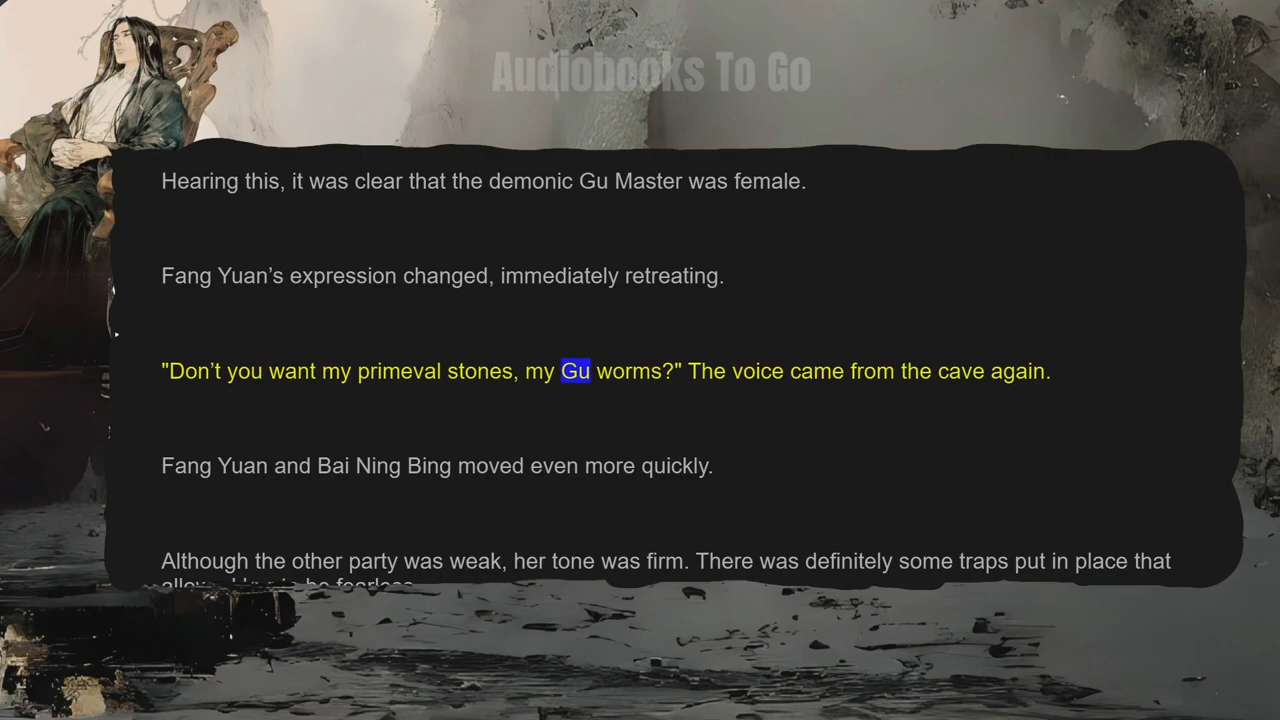 Audiobooks To Go
Hearing this, it was clear that the demonic Gu Master was female.
Fang Yuan’s expression changed, immediately retreating.
"Don’t you want my primeval stones, my Gu worms?" The voice came from the cave again.
Fang Yuan and Bai Ning Bing moved even more quickly.
Although the other party was weak, her tone was firm. There was definitely some traps put in place that
be fearless